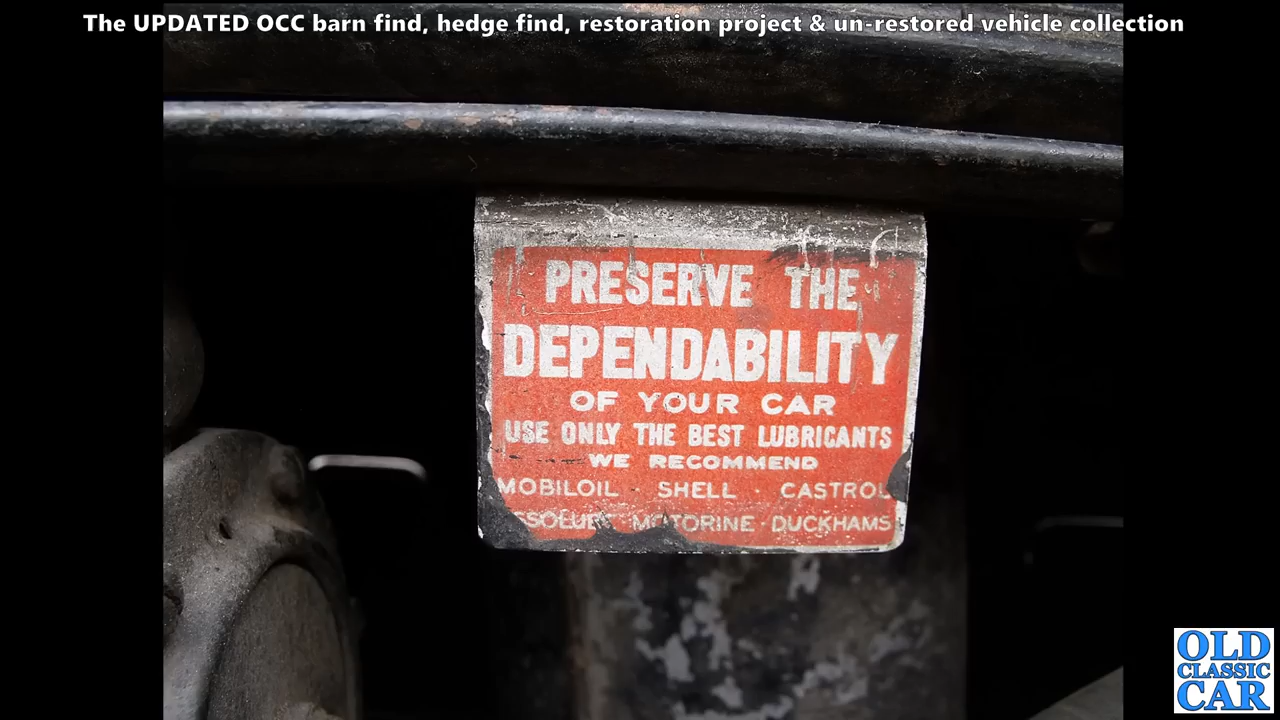 The UPDATED OCC barn find, hedge find, restoration project & un-restored vehicle collection
PRESERVE THE
DEPENDABILITY
OF YOUR CAR
USE ONLY THE BEST LUBRICANTS
WE RECOMMEND
MOBILOIL · SHELL · CASTROL
MOTORINE · DUCKHAMS
OLD
CLASSIC
CAR